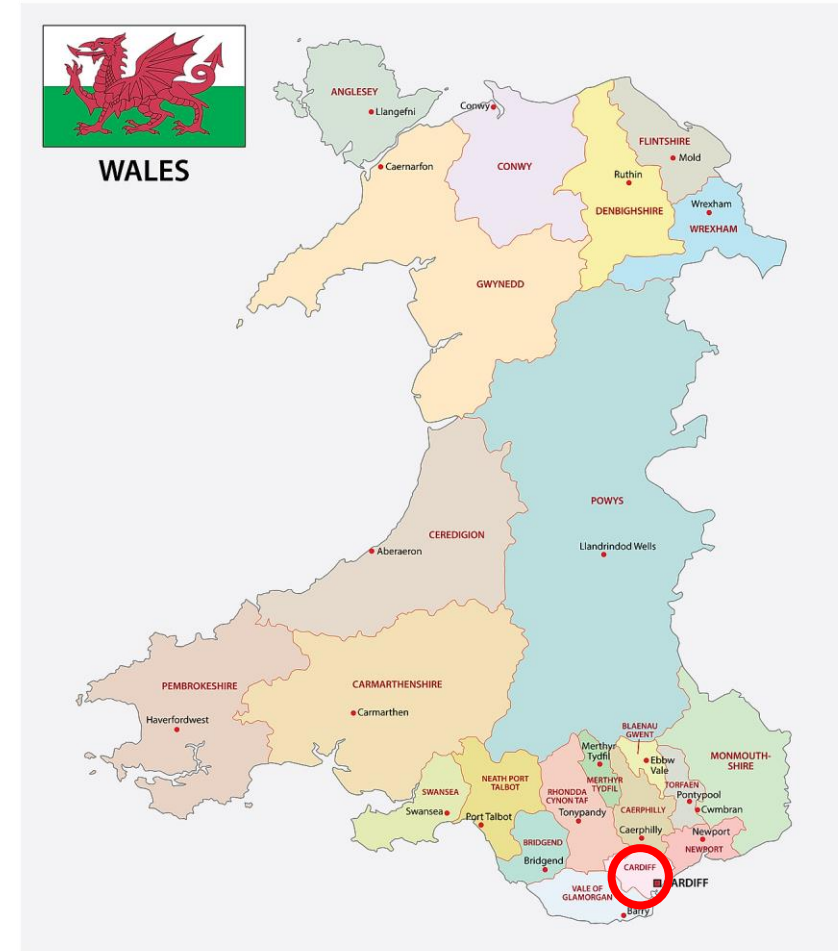 WALES
ANGLESEY
Llangefni
Conwy
Caernarfon
CONWY
FLINTSHIRE
Mold
Ruthin
DENBIGHSHIRE
Wrexham
WREXHAM
GWYNEDD
POWYS
Llandrindod Wells
CEREDIGION
Aberaeron
PEMBROKESHIRE
Haverfordwest
CARMARTHENSHIRE
Carmarthen
BLAENAU
GWENT
Merthyr
Tydfil
Ebbw
Vale
MONMOUTH-
SHIRE
SWANSEA
Swansea
NEATH PORT
TALBOT
Port Talbot
RHONDDA
CYNON TAF
Tonypandy
MERTHYR
TYDFIL
TORFAEN
Pontypool
Cwmbran
CAERPHILLY
Caerphilly
Newport
NEWPORT
BRIDGEND
Bridgend
CARDIFF
ARDIFF
VALE OF
GLAMORGAN
Barry